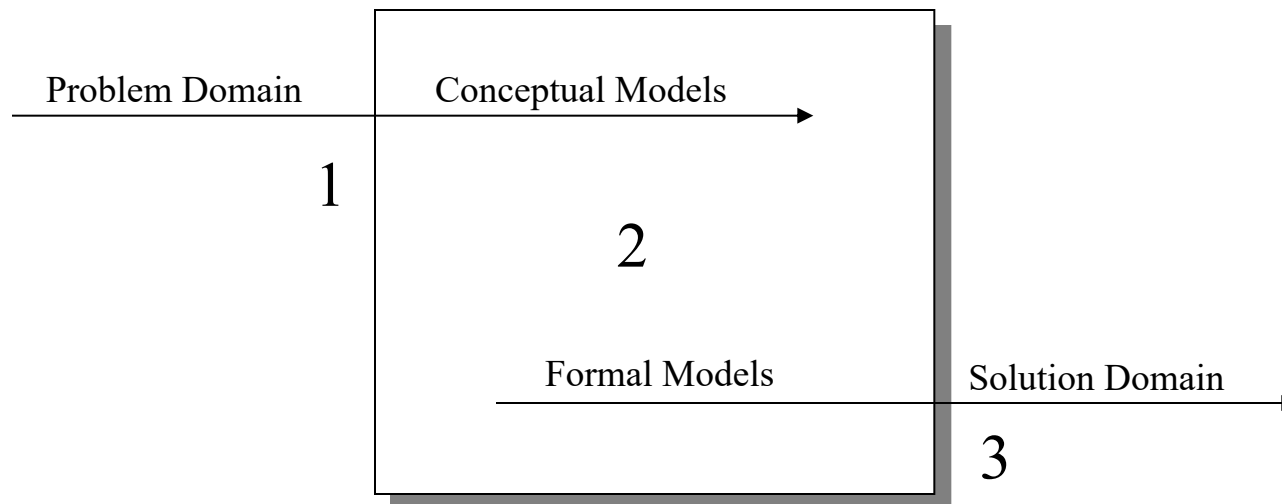 Problem Domain
Conceptual Models
1
2
Formal Models
Solution Domain
3